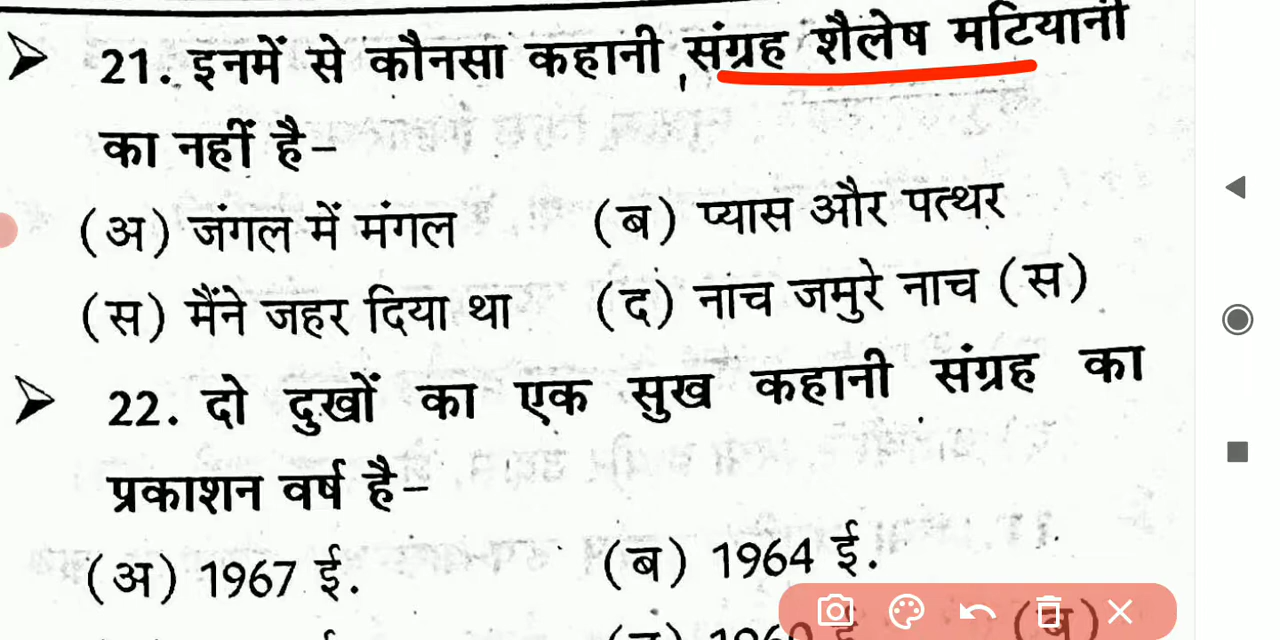 21. इनमें से कौनसा कहानी संग्रह शैलेष मटियानी
का नहीं है-
(अ) जंगल में मंगल (ब) प्यास और पत्थर
(स) मैंने जहर दिया था (द) नाच जमुरे नाच (स)
22. दो दुखों का एक सुख कहानी संग्रह का
प्रकाशन वर्ष है-
(अ) 1967 ई. (ब) 1964 ई.